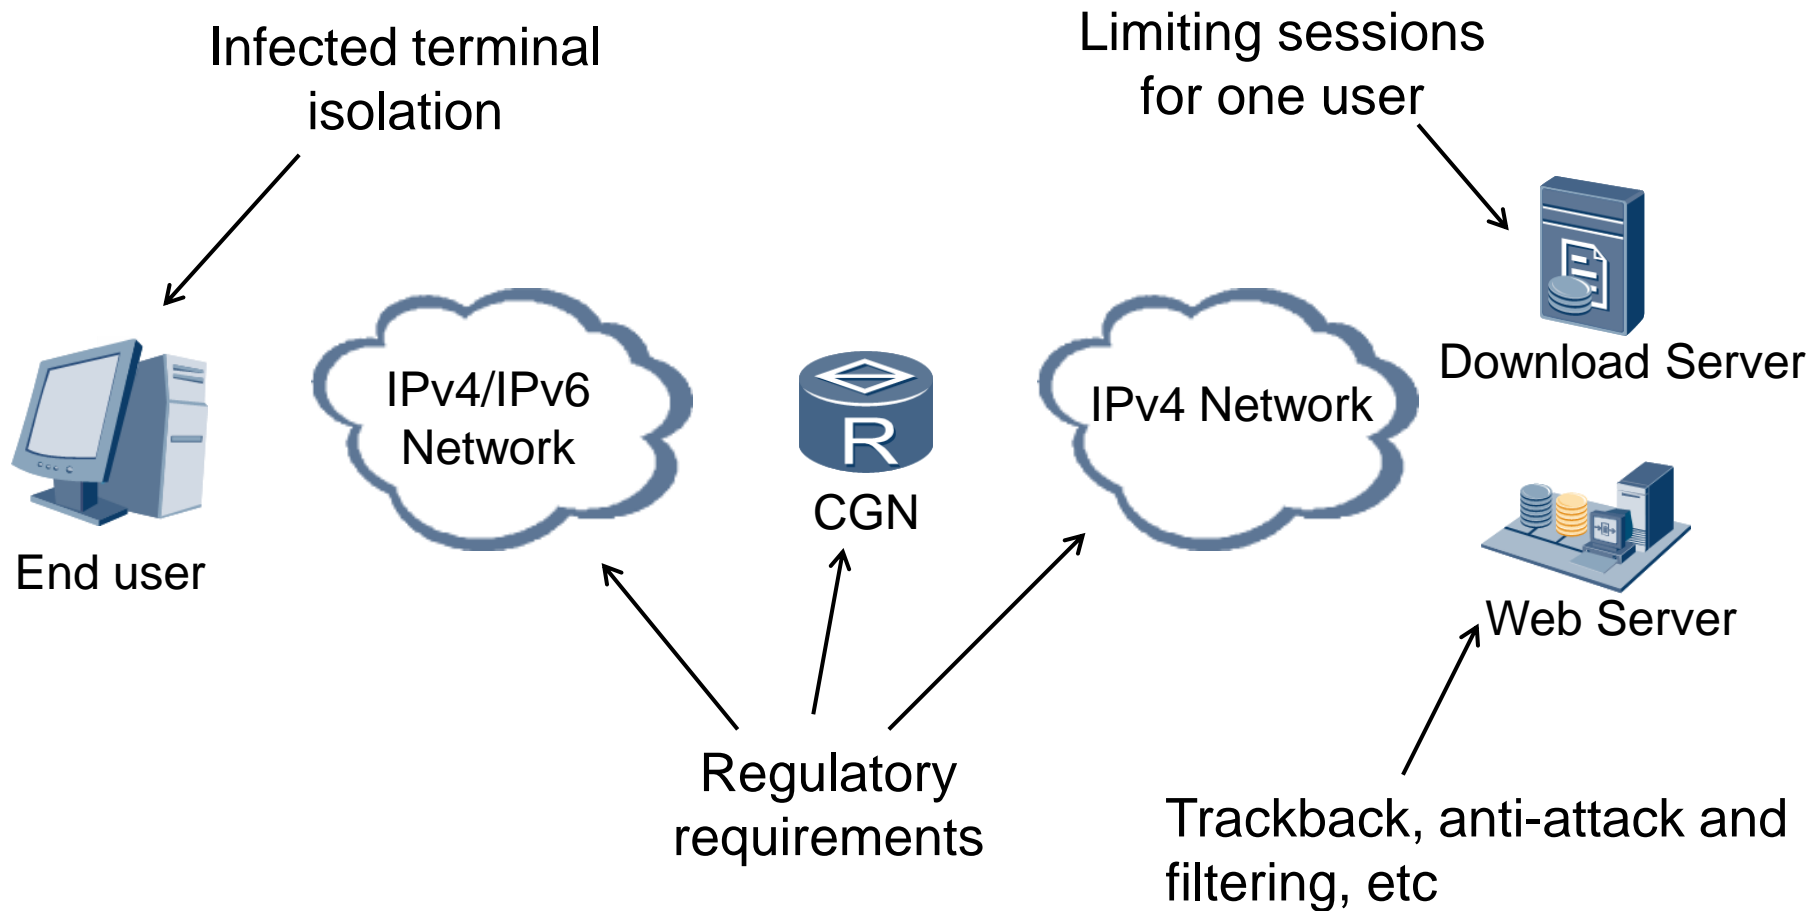 Infected terminal
isolation
Limiting sessions
for one user
IPv4/IPv6
Network
R
CGN
IPv4 Network
Download Server
End user
Web Server
Regulatory
requirements
Trackback, anti-attack and
filtering, etc